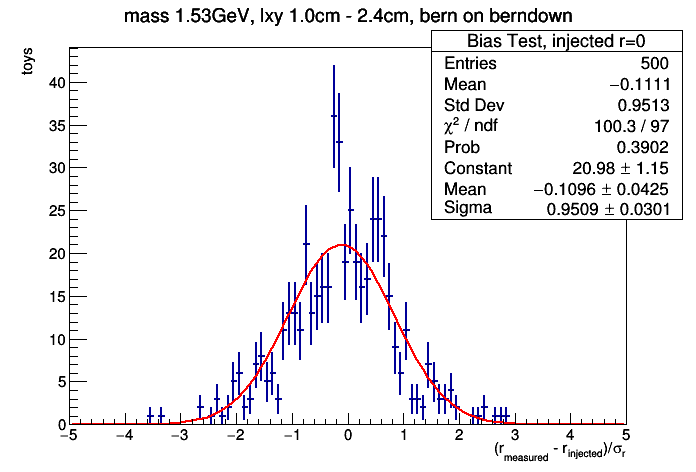 mass 1.53GeV, lxy 1.0cm - 2.4cm, bern on berndown
Bias Test, injected r=0
Entries 500
Mean −0.1111
Std Dev 0.9513
χ² / ndf 100.3 / 97
Prob 0.3902
Constant 20.98 ± 1.15
Mean −0.1096 ± 0.0425
Sigma 0.9509 ± 0.0301
toys
40
35
30
25
20
15
10
5
0
−5 −4 −3 −2 −1 0 1 2 3 4 5
(r_measured - r_injected)/σ_r